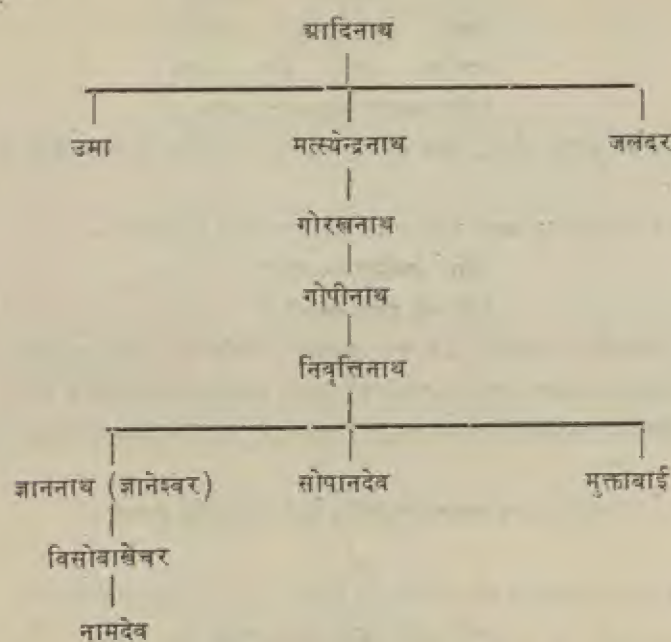 आदिनाथ
उमा मत्स्येन्द्रनाथ जलंदर
गोरखनाथ
गोपीनाथ
निवृत्तिनाथ
ज्ञाननाथ (ज्ञानेश्वर) सोपानदेव मुक्ताबाई
विसोबाखेचर
नामदेव